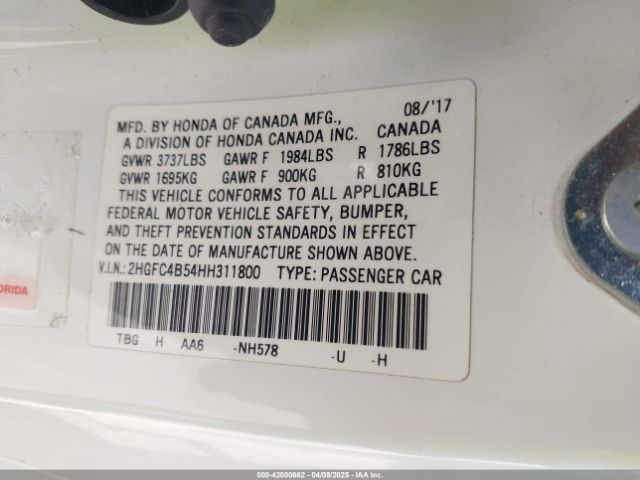 MFD. BY HONDA OF CANADA MFG., 08/'17
A DIVISION OF HONDA CANADA INC. CANADA
GVWR 3737LBS GAWR F 1984LBS R 1786LBS
GVWR 1695KG GAWR F 900KG R 810KG
THIS VEHICLE CONFORMS TO ALL APPLICABLE
FEDERAL MOTOR VEHICLE SAFETY, BUMPER,
AND THEFT PREVENTION STANDARDS IN EFFECT
ON THE DATE OF MANUFACTURE SHOWN ABOVE.
V.I.N.: 2HGFC4B54HH311800 TYPE: PASSENGER CAR
TBG H AA6 -NH578 -U -H
ORIDA
000-42000662 - 04/09/2025 - IAA Inc.